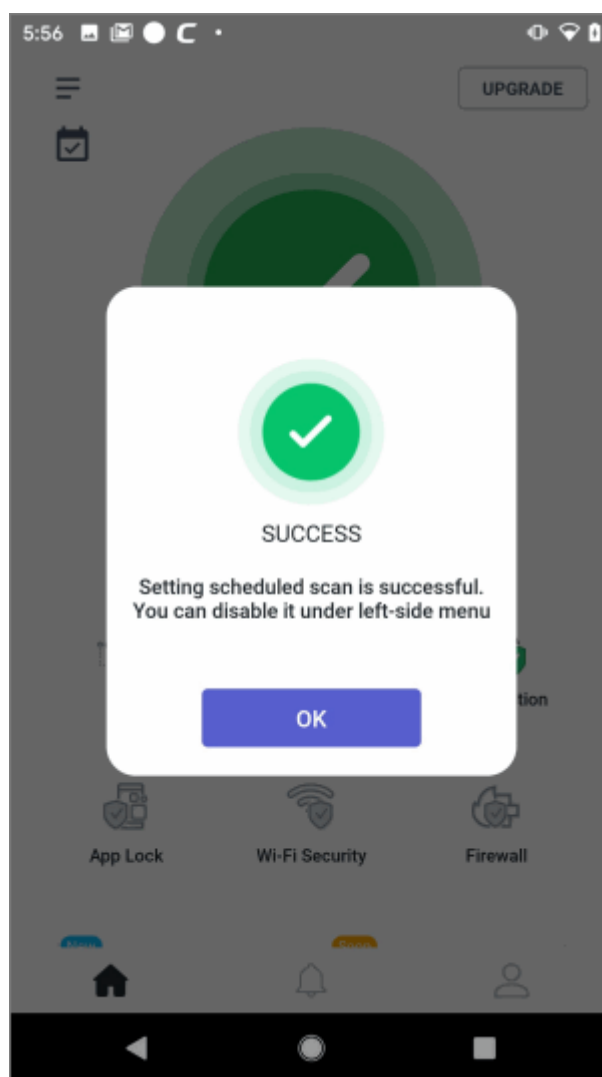 5:56
UPGRADE
SUCCESS
Setting scheduled scan is successful.
You can disable it under left-side menu
OK
tion
App Lock
Wi-Fi Security
Firewall